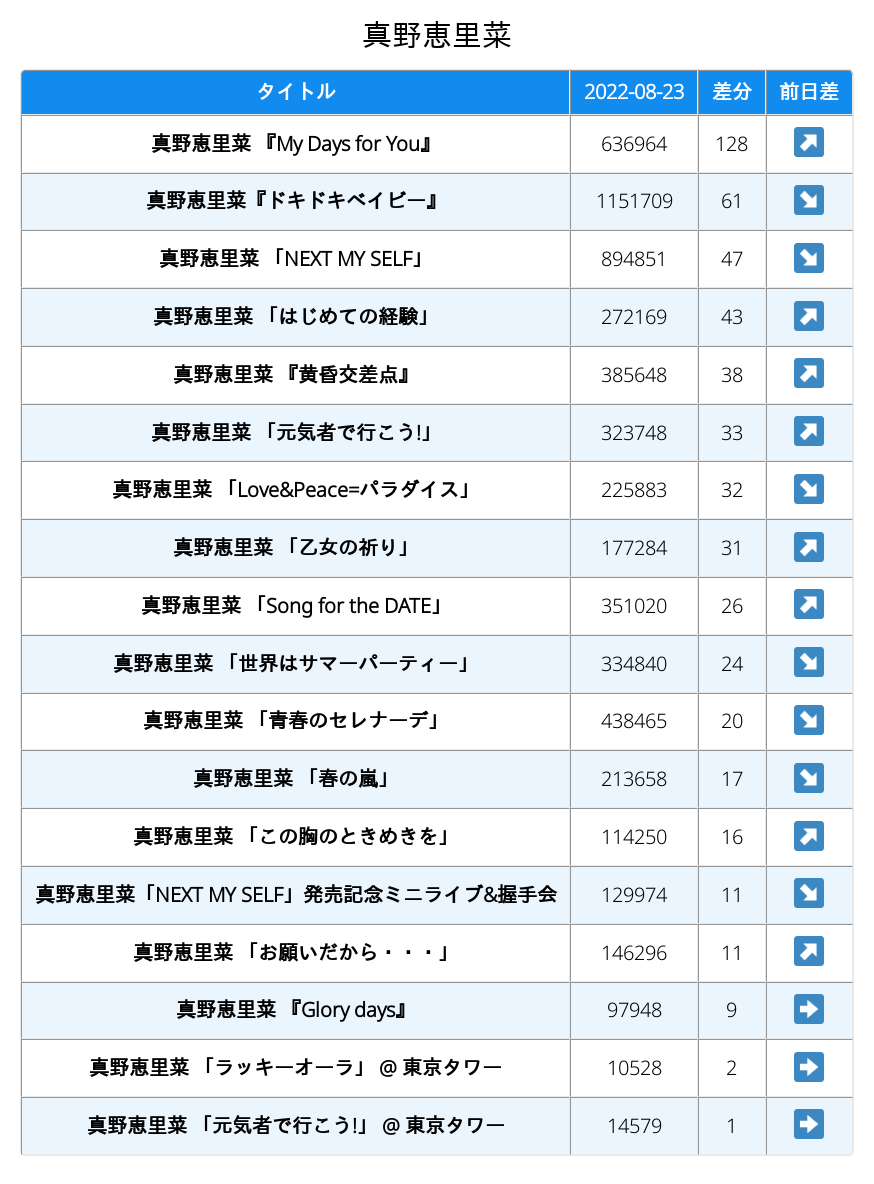 真野恵里菜
タイトル 2022-08-23 差分 前日差
真野恵里菜 『My Days for You』 636964 128 ↗
真野恵里菜『ドキドキベイビー』 1151709 61 ↘
真野恵里菜 「NEXT MY SELF」 894851 47 ↘
真野恵里菜 「はじめての経験」 272169 43 ↗
真野恵里菜 『黄昏交差点』 385648 38 ↗
真野恵里菜 「元気者で行こう!」 323748 33 ↗
真野恵里菜 「Love&Peace=パラダイス」 225883 32 ↘
真野恵里菜 「乙女の祈り」 177284 31 ↗
真野恵里菜 「Song for the DATE」 351020 26 ↗
真野恵里菜 「世界はサマーパーティー」 334840 24 ↘
真野恵里菜 「青春のセレナーデ」 438465 20 ↘
真野恵里菜 「春の嵐」 213658 17 ↘
真野恵里菜 「この胸のときめきを」 114250 16 ↗
真野恵里菜「NEXT MY SELF」発売記念ミニライブ&握手会 129974 11 ↘
真野恵里菜 「お願いだから・・・」 146296 11 ↗
真野恵里菜 『Glory days』 97948 9 →
真野恵里菜 「ラッキーオーラ」 @ 東京タワー 10528 2 →
真野恵里菜 「元気者で行こう!」 @ 東京タワー 14579 1 →